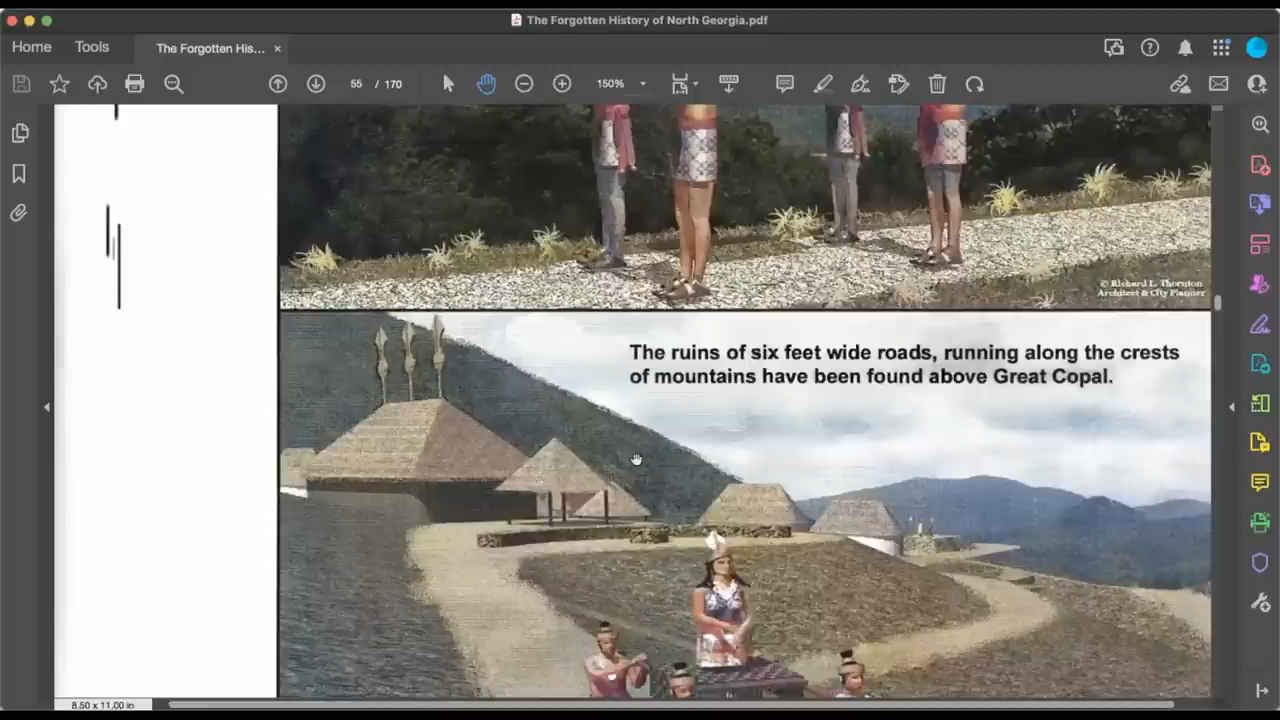 The Forgotten History of North Georgia.pdf
Home
Tools
The Forgotten His...
55 / 170
150%
© Richard L. Thornton
Architect & City Planner
The ruins of six feet wide roads, running along the crests
of mountains have been found above Great Copal.
8.50 x 11.00 in